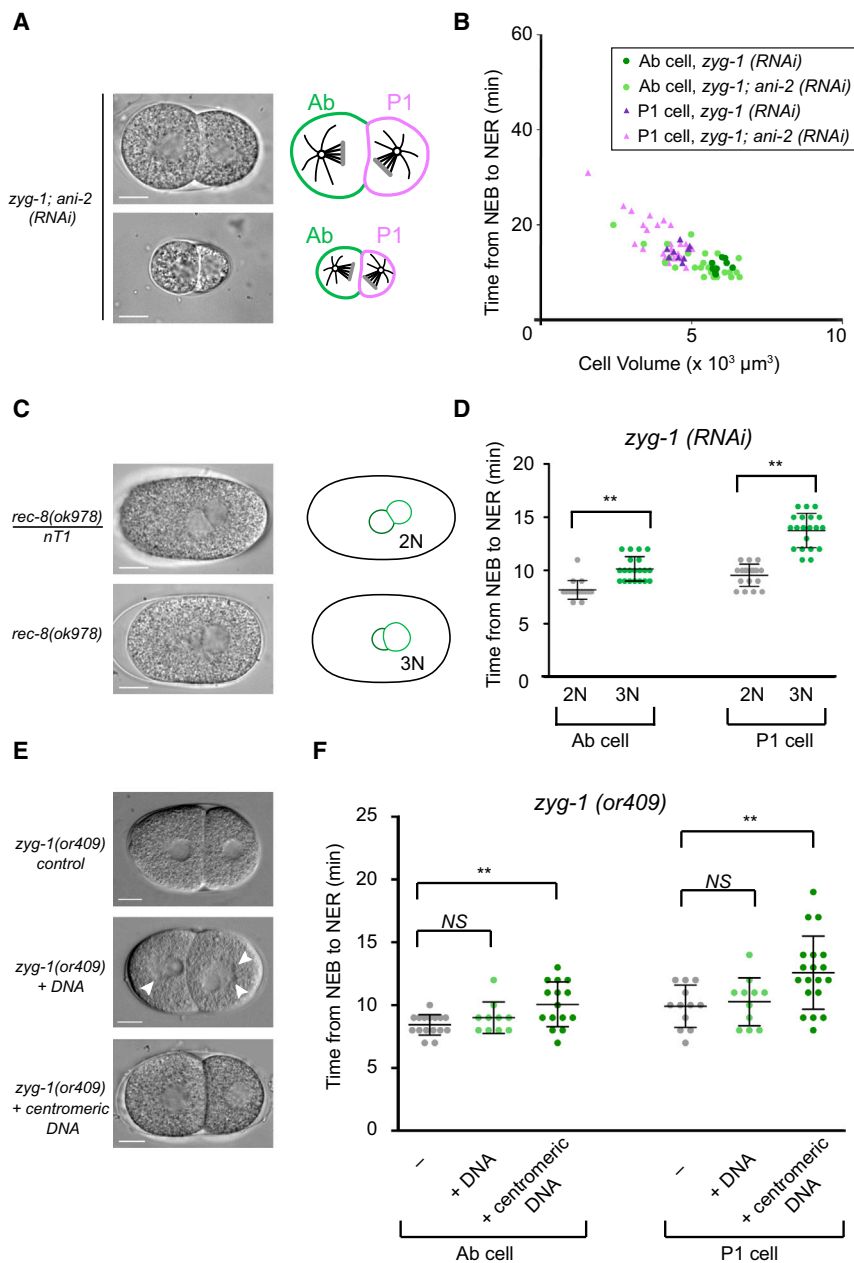 A
zyg-1; ani-2
(RNAi)
Ab
P1
Ab
P1
B
Time from NEB to NER (min)
60
40
20
0
5
10
Cell Volume (x 10³ µm³)
Ab cell, zyg-1 (RNAi)
Ab cell, zyg-1; ani-2 (RNAi)
P1 cell, zyg-1 (RNAi)
P1 cell, zyg-1; ani-2 (RNAi)
C
rec-8(ok978)
nT1
2N
rec-8(ok978)
3N
D
zyg-1 (RNAi)
Time from NEB to NER (min)
20
15
10
5
0
**
**
2N
3N
2N
3N
Ab cell
P1 cell
E
zyg-1(or409)
control
zyg-1(or409)
+ DNA
zyg-1(or409)
+ centromeric
DNA
F
zyg-1 (or409)
Time from NEB to NER (min)
25
20
15
10
5
0
**
NS
**
NS
–
+ DNA
+ centromeric
DNA
–
+ DNA
+ centromeric
DNA
Ab cell
P1 cell